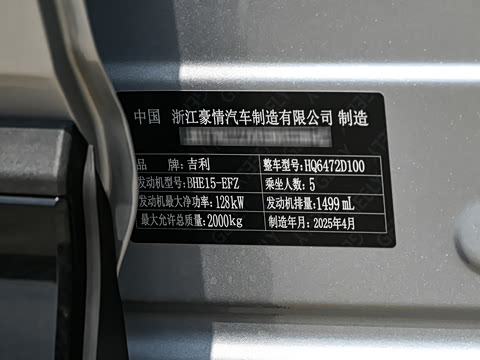 中国 浙江豪情汽车制造有限公司 制造
品 牌:吉利 整车型号:HQ6472D100
发动机型号:BHE15-EFZ 乘坐人数:5
发动机最大净功率:128kW 发动机排量:1499 mL
最大允许总质量:2000kg 制造年月:2025年4月